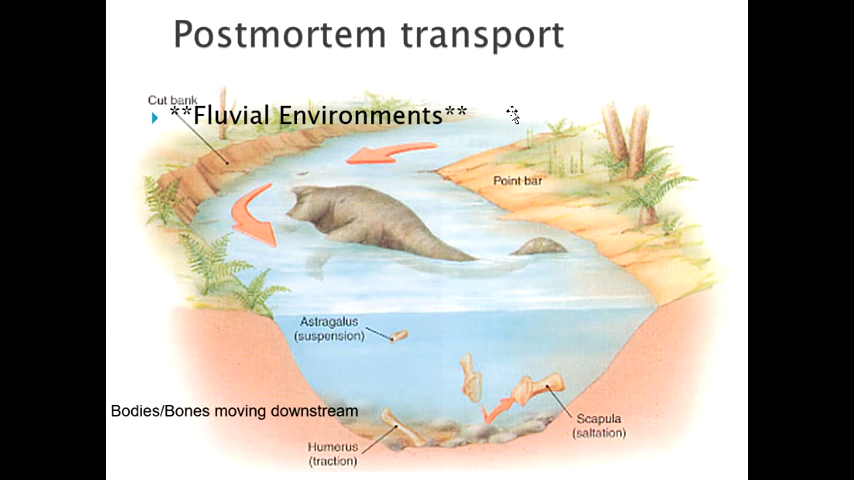 Postmortem transport
Cut bank
**Fluvial Environments**
Point bar
Astragalus
(suspension)
Bodies/Bones moving downstream
Scapula
(saltation)
Humerus
(traction)